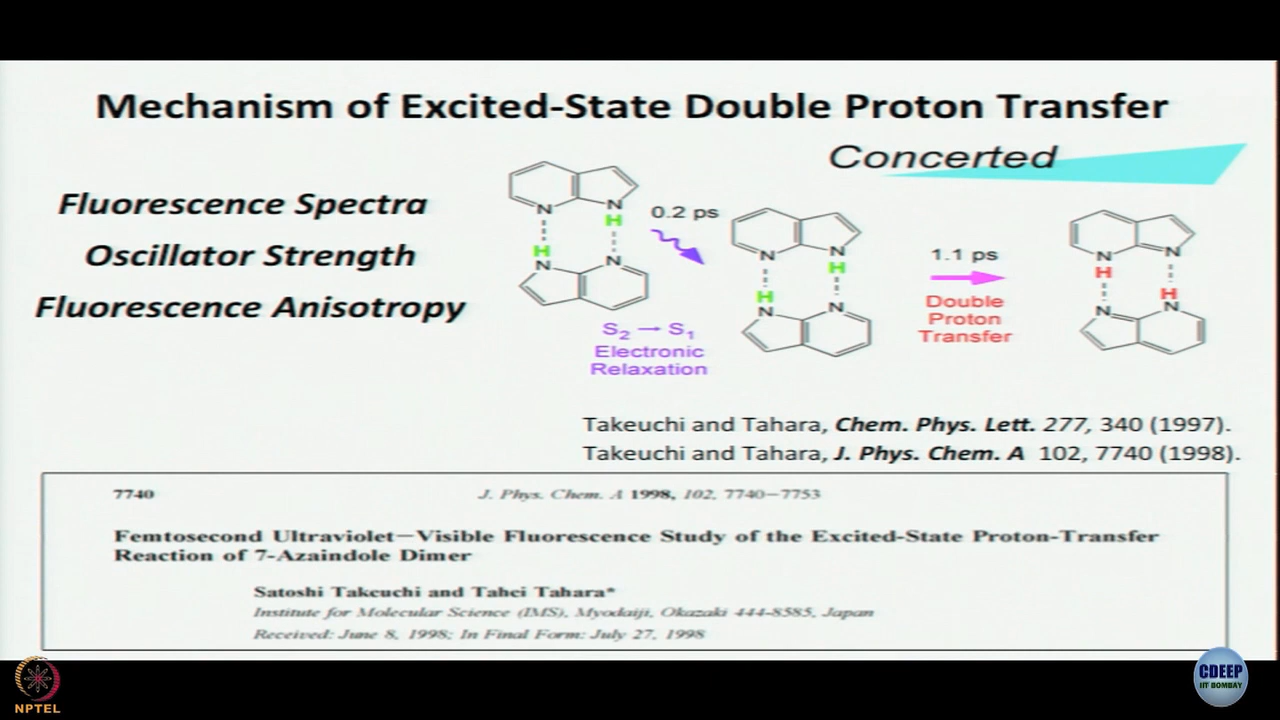 Mechanism of Excited-State Double Proton Transfer
Concerted
Fluorescence Spectra
Oscillator Strength
Fluorescence Anisotropy
N
N
H
H
N
N
0.2 ps
S2 → S1
Electronic
Relaxation
N
N
H
H
N
N
1.1 ps
Double
Proton
Transfer
N
N
H
H
N
N
Takeuchi and Tahara, Chem. Phys. Lett. 277, 340 (1997).
Takeuchi and Tahara, J. Phys. Chem. A 102, 7740 (1998).
7740
J. Phys. Chem. A 1998, 102, 7740−7753
Femtosecond Ultraviolet−Visible Fluorescence Study of the Excited-State Proton-Transfer
Reaction of 7-Azaindole Dimer
Satoshi Takeuchi and Tahei Tahara*
Institute for Molecular Science (IMS), Myodaiji, Okazaki 444-8585, Japan
Received: June 8, 1998; In Final Form: July 27, 1998
NPTEL
CDEEP
IIT BOMBAY